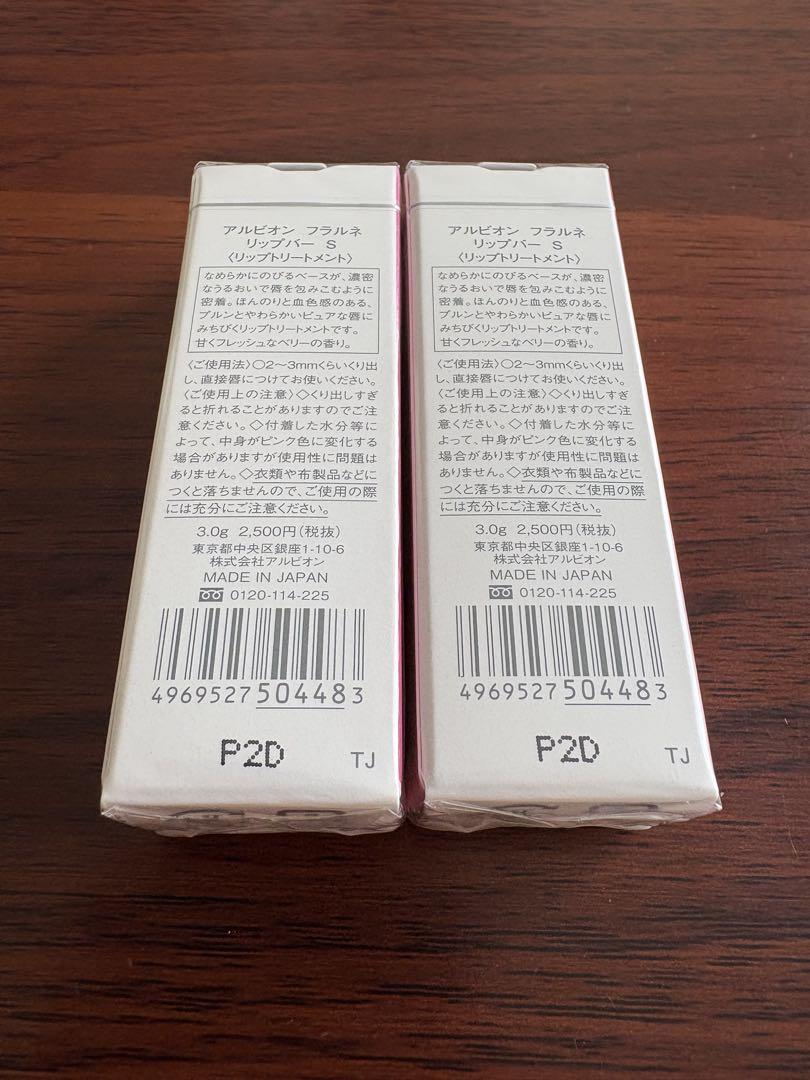 アルビオン フラルネ
リップバー S
〈リップトリートメント〉
なめらかにのびるベースが、濃密
なうるおいで唇を包みこむように
密着。ほんのりと血色感のある、
プルンとやわらかいピュアな唇に
みちびくリップトリートメントです。
甘くフレッシュなベリーの香り。
〈ご使用法〉○2〜3mmくらいくり出
し、直接唇につけてお使いください。
〈ご使用上の注意〉◇くり出しすぎ
ると折れることがありますのでご注
意ください。◇付着した水分等に
よって、中身がピンク色に変化する
場合がありますが使用性に問題は
ありません。◇衣類や布製品などに
つくと落ちませんので、ご使用の際
には充分にご注意ください。
3.0g 2,500円(税抜)
東京都中央区銀座1-10-6
株式会社アルビオン
MADE IN JAPAN
0120-114-225
4969527504483
P2D
TJ
アルビオン フラルネ
リップバー S
〈リップトリートメント〉
なめらかにのびるベースが、濃密
なうるおいで唇を包みこむように
密着。ほんのりと血色感のある、
プルンとやわらかいピュアな唇に
みちびくリップトリートメントです。
甘くフレッシュなベリーの香り。
〈ご使用法〉○2〜3mmくらいくり出
し、直接唇につけてお使いください。
〈ご使用上の注意〉◇くり出しすぎ
ると折れることがありますのでご注
意ください。◇付着した水分等に
よって、中身がピンク色に変化する
場合がありますが使用性に問題は
ありません。◇衣類や布製品などに
つくと落ちませんので、ご使用の際
には充分にご注意ください。
3.0g 2,500円(税抜)
東京都中央区銀座1-10-6
株式会社アルビオン
MADE IN JAPAN
0120-114-225
4969527504483
P2D
TJ